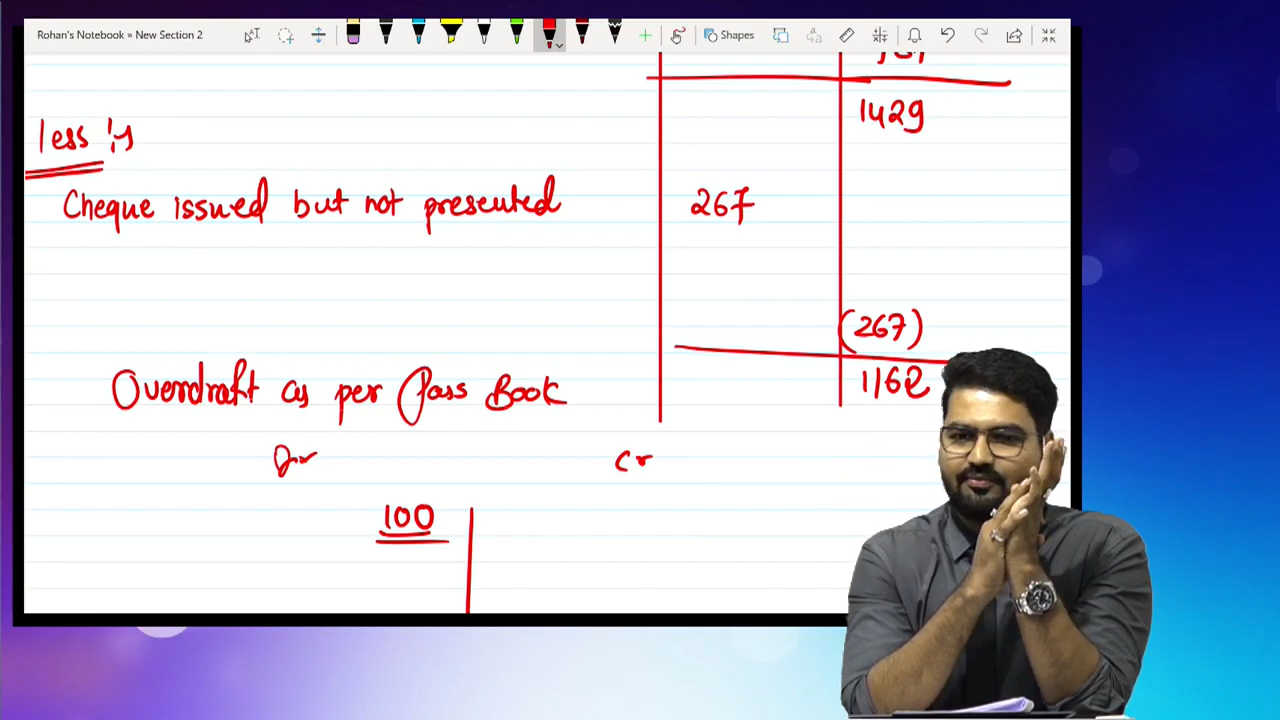 Rohan's Notebook » New Section 2
Shapes
1429
less :-
Cheque issued but not presented 267
(267)
Overdraft as per Pass Book 1162
Dr Cr
100